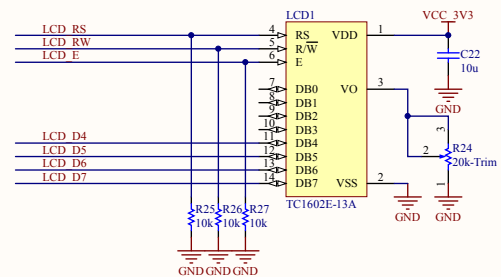 LCD1
VCC_3V3
LCD_RS 4 RS VDD 1
LCD_RW 5 R/W
LCD_E 6 E
C22
10u
7 DB0 VO 3
8 DB1
GND
9 DB2
10 DB3
3
LCD_D4 11 DB4
R24
LCD_D5 12 DB5
2
20k-Trim
LCD_D6 13 DB6
LCD_D7 14 DB7 VSS 2
1
TC1602E-13A
R25 R26 R27
10k 10k 10k
GND GND
GND GND GND